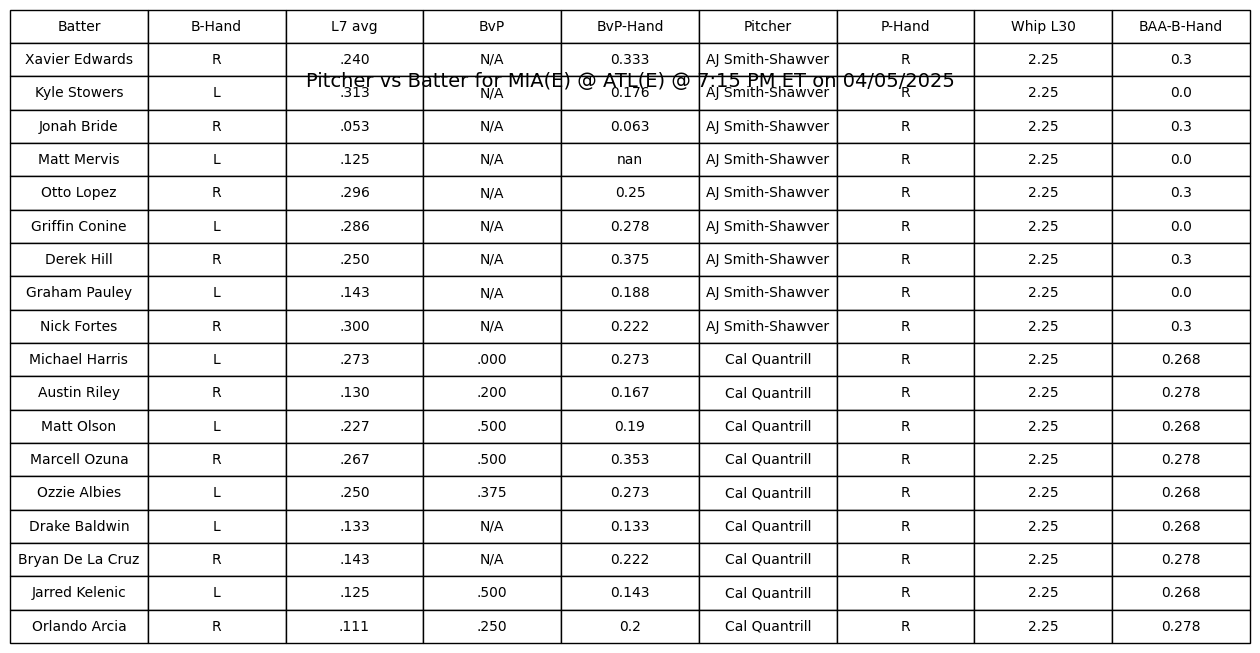 Batter B-Hand L7 avg BvP BvP-Hand Pitcher P-Hand Whip L30 BAA-B-Hand
Xavier Edwards R .240 N/A 0.333 AJ Smith-Shawver R 2.25 0.3
Pitcher vs Batter for MIA(E) @ ATL(E) @ 7:15 PM ET on 04/05/2025
Kyle Stowers L .313 N/A 0.176 AJ Smith-Shawver R 2.25 0.0
Jonah Bride R .053 N/A 0.063 AJ Smith-Shawver R 2.25 0.3
Matt Mervis L .125 N/A nan AJ Smith-Shawver R 2.25 0.0
Otto Lopez R .296 N/A 0.25 AJ Smith-Shawver R 2.25 0.3
Griffin Conine L .286 N/A 0.278 AJ Smith-Shawver R 2.25 0.0
Derek Hill R .250 N/A 0.375 AJ Smith-Shawver R 2.25 0.3
Graham Pauley L .143 N/A 0.188 AJ Smith-Shawver R 2.25 0.0
Nick Fortes R .300 N/A 0.222 AJ Smith-Shawver R 2.25 0.3
Michael Harris L .273 .000 0.273 Cal Quantrill R 2.25 0.268
Austin Riley R .130 .200 0.167 Cal Quantrill R 2.25 0.278
Matt Olson L .227 .500 0.19 Cal Quantrill R 2.25 0.268
Marcell Ozuna R .267 .500 0.353 Cal Quantrill R 2.25 0.278
Ozzie Albies L .250 .375 0.273 Cal Quantrill R 2.25 0.268
Drake Baldwin L .133 N/A 0.133 Cal Quantrill R 2.25 0.268
Bryan De La Cruz R .143 N/A 0.222 Cal Quantrill R 2.25 0.278
Jarred Kelenic L .125 .500 0.143 Cal Quantrill R 2.25 0.268
Orlando Arcia R .111 .250 0.2 Cal Quantrill R 2.25 0.278